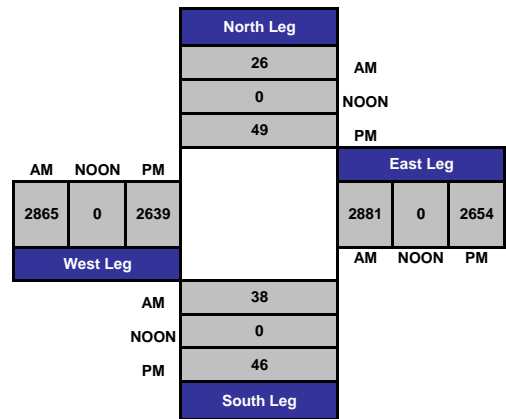 North Leg
26 AM
0 NOON
49 PM
AM NOON PM
East Leg
2865 0 2639
2881 0 2654
West Leg
AM NOON PM
AM 38
NOON 0
PM 46
South Leg